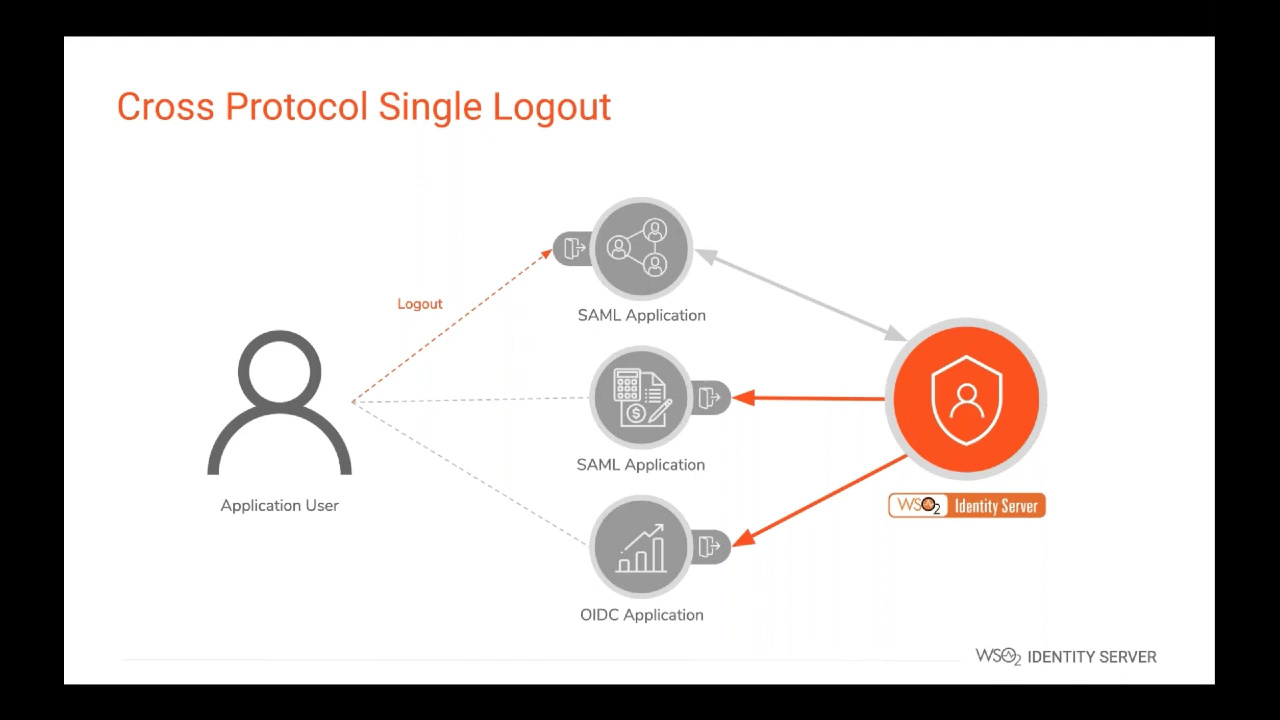 Cross Protocol Single Logout
Logout
SAML Application
SAML Application
Application User
WSO2 Identity Server
OIDC Application
WSO2 IDENTITY SERVER